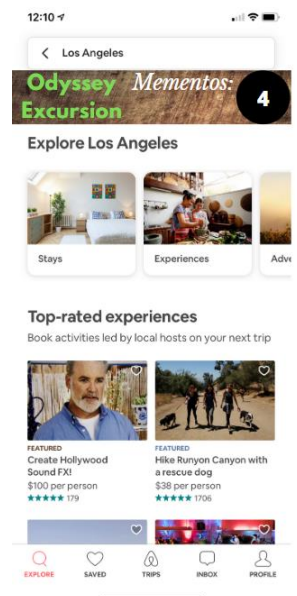 12:10
Los Angeles
Odyssey Mementos:
Excursion
4
Explore Los Angeles
Stays Experiences Adve
Top-rated experiences
Book activities led by local hosts on your next trip
FEATURED
Create Hollywood
Sound FX!
$100 per person
★★★★★ 179
FEATURED
Hike Runyon Canyon with
a rescue dog
$38 per person
★★★★★ 1706
EXPLORE SAVED TRIPS INBOX PROFILE